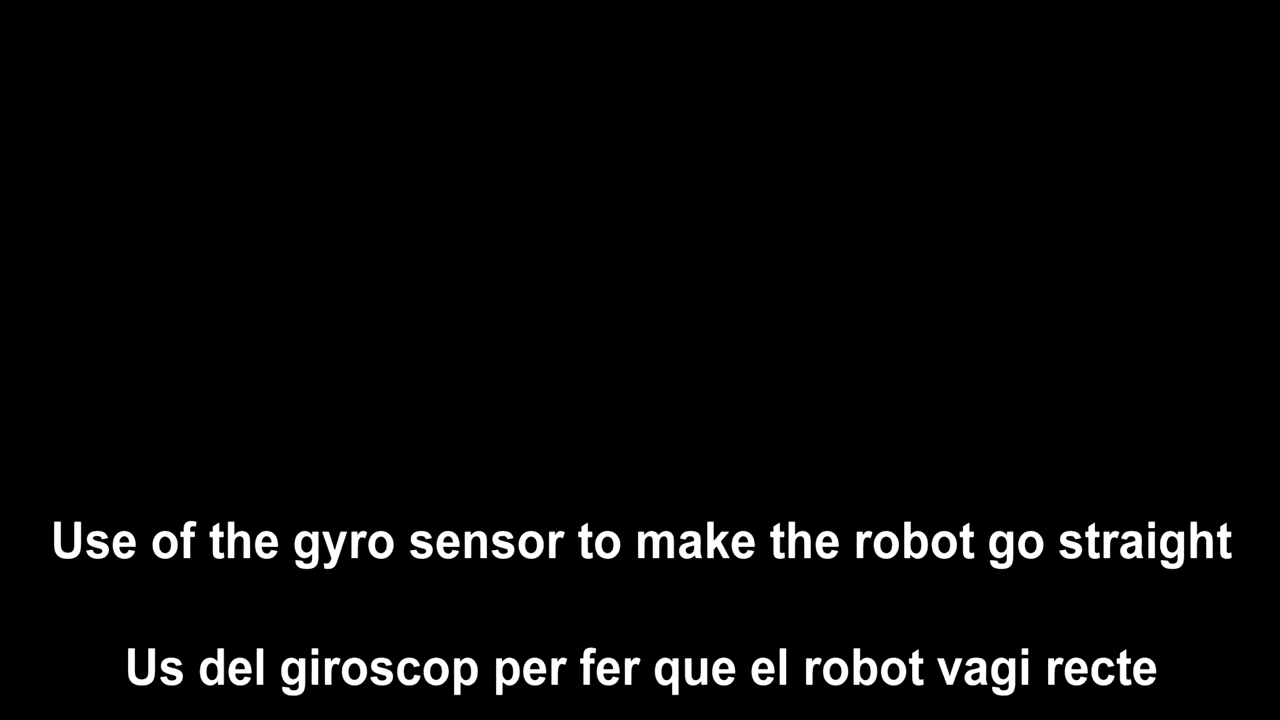 Use of the gyro sensor to make the robot go straight
Us del giroscop per fer que el robot vagi recte